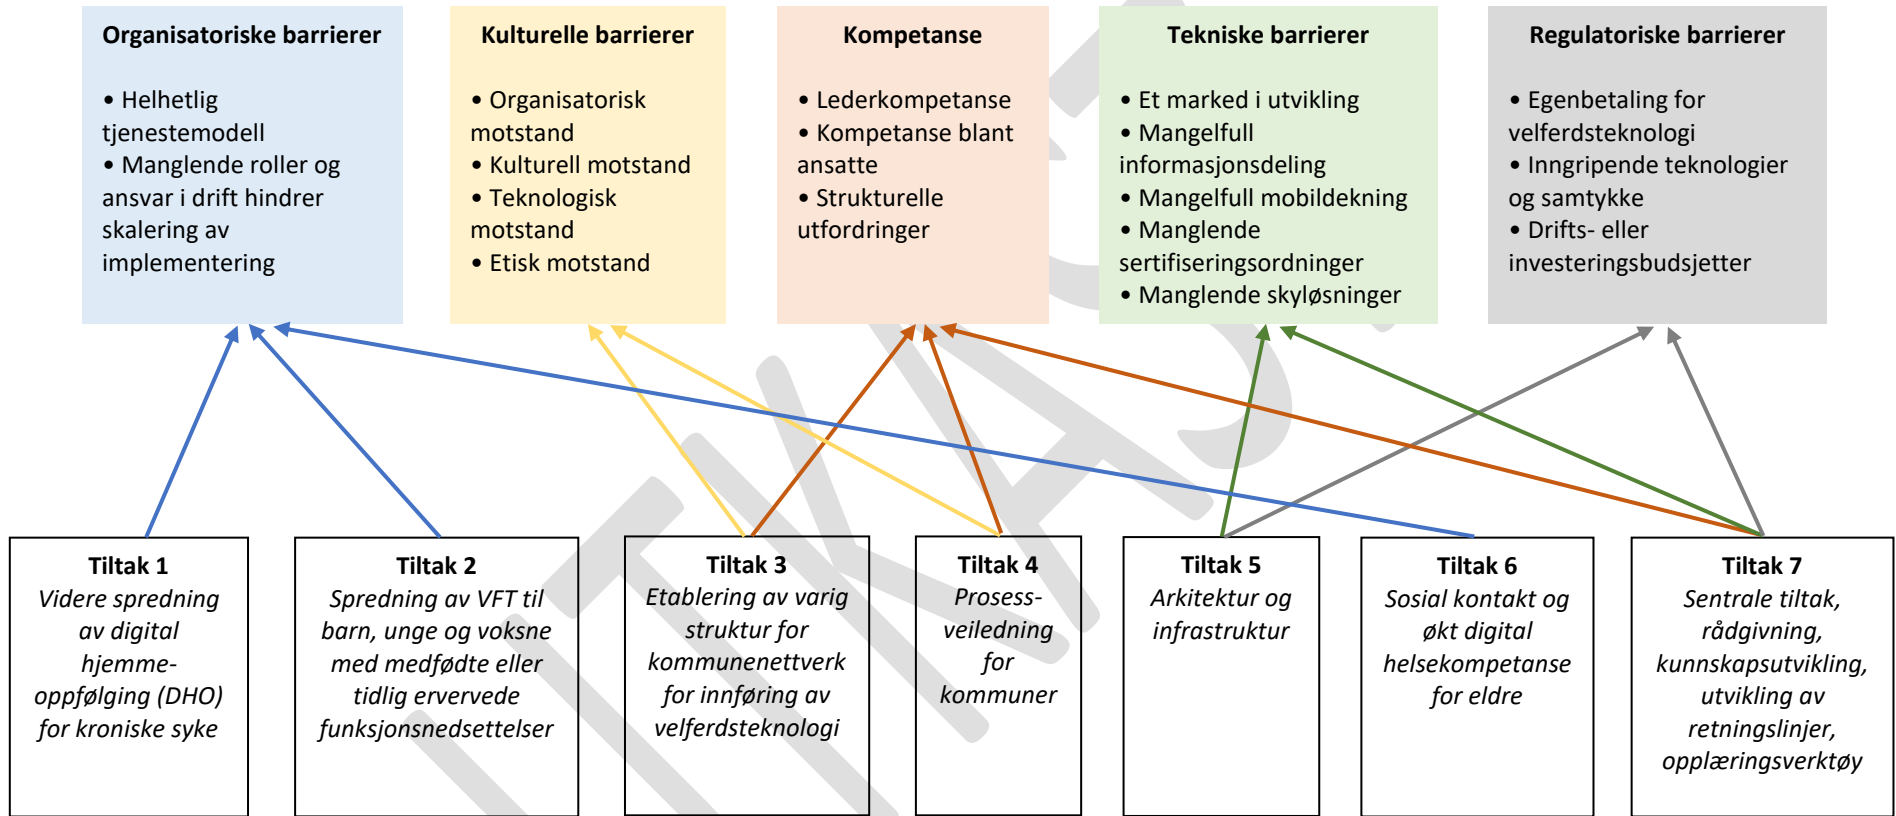 Organisatoriske barrierer
• Helhetlig
tjenestemodell
• Manglende roller og
ansvar i drift hindrer
skalering av
implementering
Kulturelle barrierer
• Organisatorisk
motstand
• Kulturell motstand
• Teknologisk
motstand
• Etisk motstand
Kompetanse
• Lederkompetanse
• Kompetanse blant
ansatte
• Strukturelle
utfordringer
Tekniske barrierer
• Et marked i utvikling
• Mangelfull
informasjonsdeling
• Mangelfull mobildekning
• Manglende
sertifiseringsordninger
• Manglende skyløsninger
Regulatoriske barrierer
• Egenbetaling for
velferdsteknologi
• Inngripende teknologier
og samtykke
• Drifts- eller
investeringsbudsjetter
UTKAST
Tiltak 1
Videre spredning
av digital
hjemme-
oppfølging (DHO)
for kroniske syke
Tiltak 2
Spredning av VFT til
barn, unge og voksne
med medfødte eller
tidlig ervervede
funksjonsnedsettelser
Tiltak 3
Etablering av varig
struktur for
kommunenettverk
for innføring av
velferdsteknologi
Tiltak 4
Prosess-
veiledning
for
kommuner
Tiltak 5
Arkitektur og
infrastruktur
Tiltak 6
Sosial kontakt og
økt digital
helsekompetanse
for eldre
Tiltak 7
Sentrale tiltak,
rådgivning,
kunnskapsutvikling,
utvikling av
retningslinjer,
opplæringsverktøy